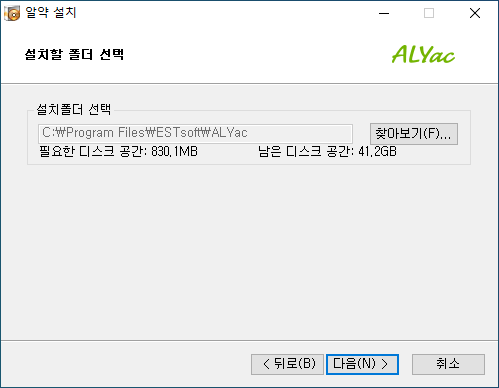 알약 설치
설치할 폴더 선택
ALYac
설치폴더 선택
C:₩Program Files₩ESTsoft₩ALYac
찾아보기(F)...
필요한 디스크 공간: 830.1MB 남은 디스크 공간: 41.2GB
< 뒤로(B) 다음(N) > 취소